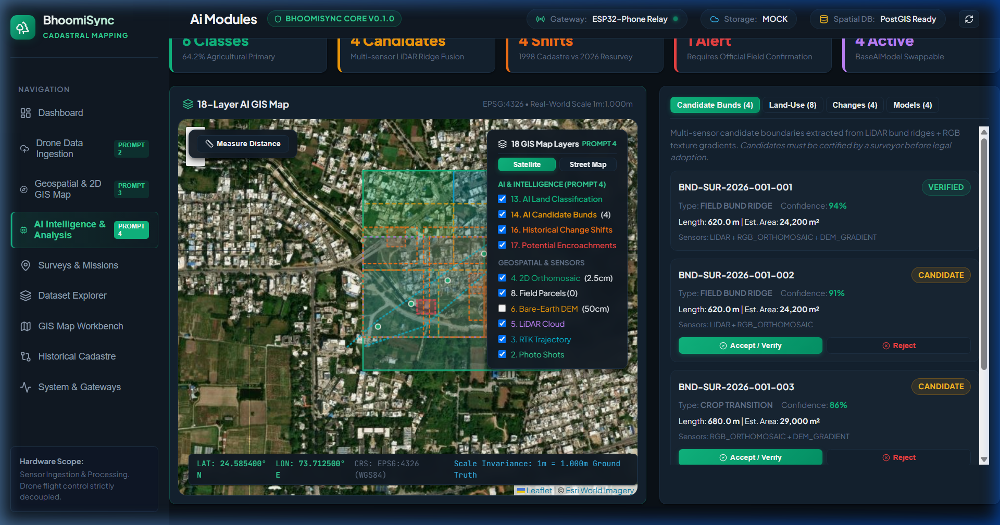 BhoomiSync
CADASTRAL MAPPING
NAVIGATION
Dashboard
Drone Data
Ingestion
PROMPT
2
Geospatial & 2D
GIS Map
PROMPT
3
AI Intelligence &
Analysis
PROMPT
4
Surveys & Missions
Dataset Explorer
GIS Map Workbench
Historical Cadastre
System & Gateways
Hardware Scope:
Sensor Ingestion & Processing.
Drone flight control strictly
decoupled.
Ai Modules
BHOOMISYNC CORE V0.1.0
Gateway: ESP32-Phone Relay
Storage: MOCK
Spatial DB: PostGIS Ready
6 Classes
64.2% Agricultural Primary
4 Candidates
Multi-sensor LiDAR Ridge Fusion
4 Shifts
1998 Cadastre vs 2026 Resurvey
1 Alert
Requires Official Field Confirmation
4 Active
BaseAIModel Swappable
18-Layer AI GIS Map
EPSG:4326 • Real-World Scale 1m:1.000m
Measure Distance
18 GIS Map Layers PROMPT 4
Satellite
Street Map
AI & INTELLIGENCE (PROMPT 4)
13. AI Land Classification
14. AI Candidate Bunds (4)
16. Historical Change Shifts
17. Potential Encroachments
GEOSPATIAL & SENSORS
4. 2D Orthomosaic (2.5cm)
8. Field Parcels (0)
6. Bare-Earth DEM (50cm)
5. LiDAR Cloud
3. RTK Trajectory
2. Photo Shots
LAT: 24.585400°
N
LON: 73.712500°
E
CRS: EPSG:4326
(WGS84)
Scale Invariance: 1m = 1.000m Ground
Truth
Leaflet | © Esri World Imagery
Candidate Bunds (4)
Land-Use (8)
Changes (4)
Models (4)
Multi-sensor candidate boundaries extracted from LiDAR bund ridges + RGB
texture gradients. Candidates must be certified by a surveyor before legal
adoption.
BND-SUR-2026-001-001
VERIFIED
Type: FIELD BUND RIDGE Confidence: 94%
Length: 620.0 m | Est. Area: 24,200 m²
Sensors: LIDAR + RGB_ORTHOMOSAIC + DEM_GRADIENT
BND-SUR-2026-001-002
CANDIDATE
Type: FIELD BUND RIDGE Confidence: 91%
Length: 620.0 m | Est. Area: 24,200 m²
Sensors: LIDAR + RGB_ORTHOMOSAIC
Accept / Verify
Reject
BND-SUR-2026-001-003
CANDIDATE
Type: CROP TRANSITION Confidence: 86%
Length: 680.0 m | Est. Area: 29,000 m²
Sensors: RGB_ORTHOMOSAIC + DEM_GRADIENT
Accept / Verify
Reject